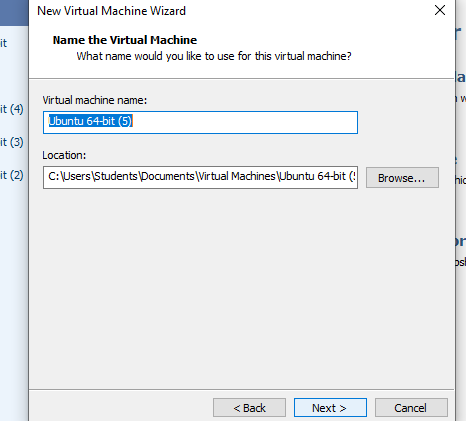 New Virtual Machine Wizard
Name the Virtual Machine
What name would you like to use for this virtual machine?
Virtual machine name:
Ubuntu 64-bit (5)
Location:
C:\Users\Students\Documents\Virtual Machines\Ubuntu 64-bit (5
Browse...
< Back
Next >
Cancel
it
it (4)
it (3)
it (2)